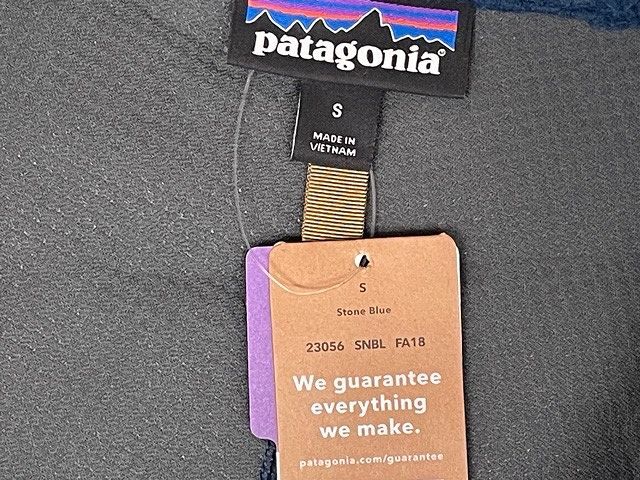 patagonia®
S
MADE IN
VIETNAM
S
Stone Blue
23056 SNBL FA18
We guarantee
everything
we make.
patagonia.com/guarantee